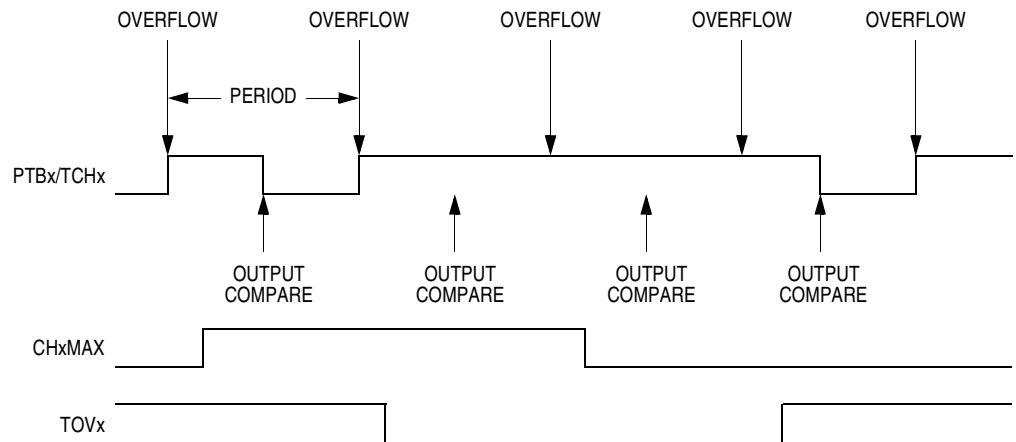 OVERFLOW OVERFLOW OVERFLOW OVERFLOW OVERFLOW
PERIOD
PTBx/TCHx
OUTPUT COMPARE
OUTPUT COMPARE
OUTPUT COMPARE
OUTPUT COMPARE
CHxMAX
TOVx